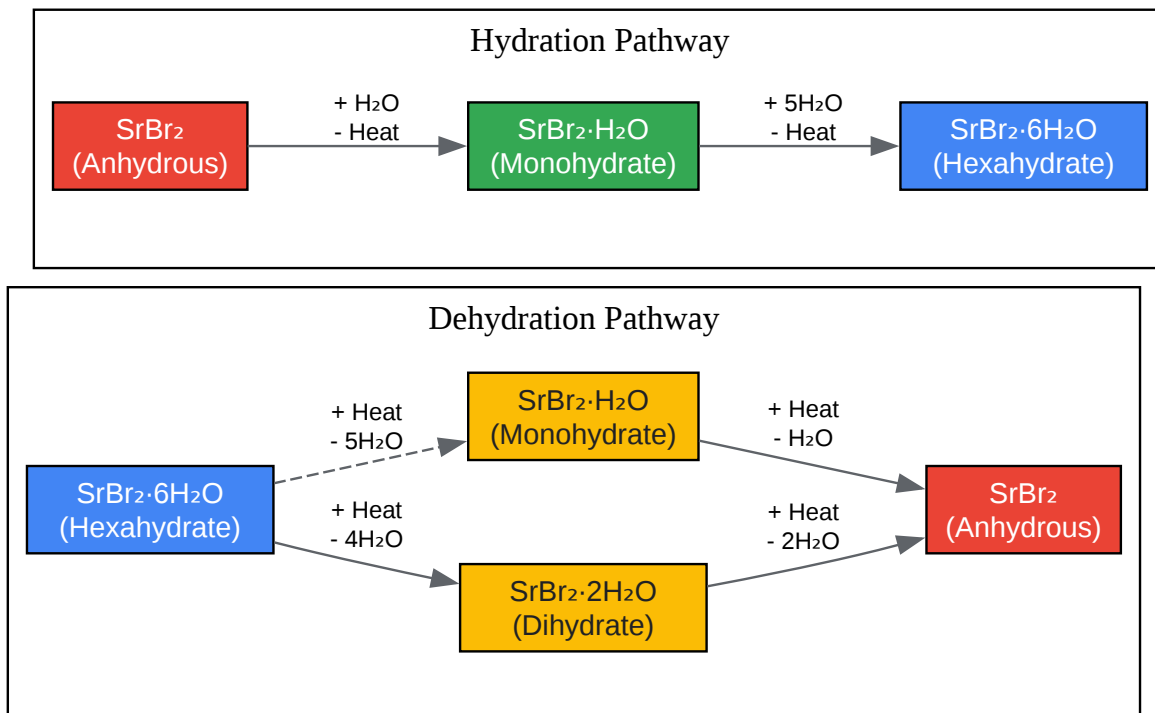 Hydration Pathway
SrBr₂
(Anhydrous)
+ H₂O
- Heat
SrBr₂·H₂O
(Monohydrate)
+ 5H₂O
- Heat
SrBr₂·6H₂O
(Hexahydrate)
Dehydration Pathway
SrBr₂·6H₂O
(Hexahydrate)
+ Heat
- 5H₂O
SrBr₂·H₂O
(Monohydrate)
+ Heat
- H₂O
+ Heat
- 4H₂O
SrBr₂·2H₂O
(Dihydrate)
+ Heat
- 2H₂O
SrBr₂
(Anhydrous)